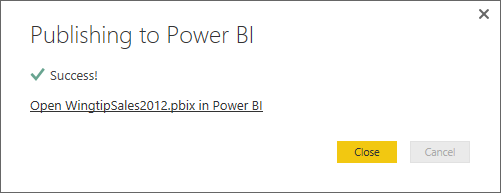 Publishing to Power BI
Success!
Open WingtipSales2012.pbix in Power BI
Close Cancel